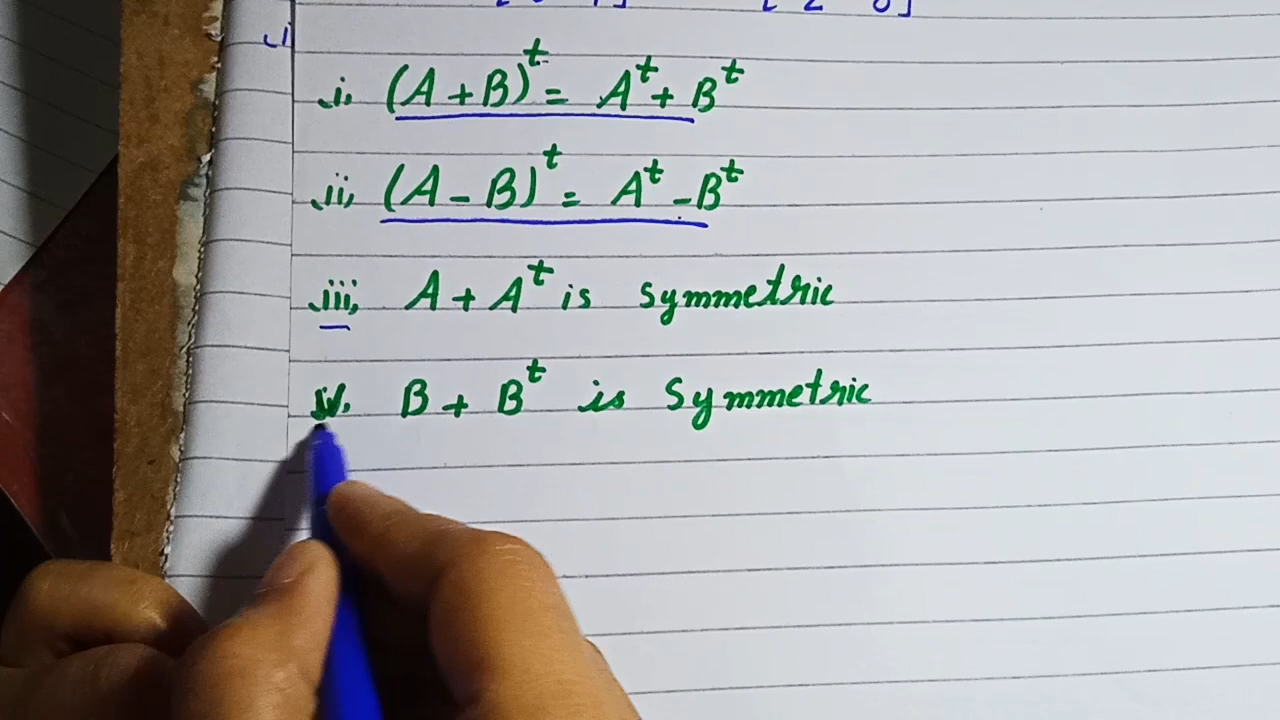 i, (A + B)ᵗ = Aᵗ + Bᵗ
ii, (A - B)ᵗ = Aᵗ - Bᵗ
iii, A + Aᵗ is symmetric
iv. B + Bᵗ is Symmetric